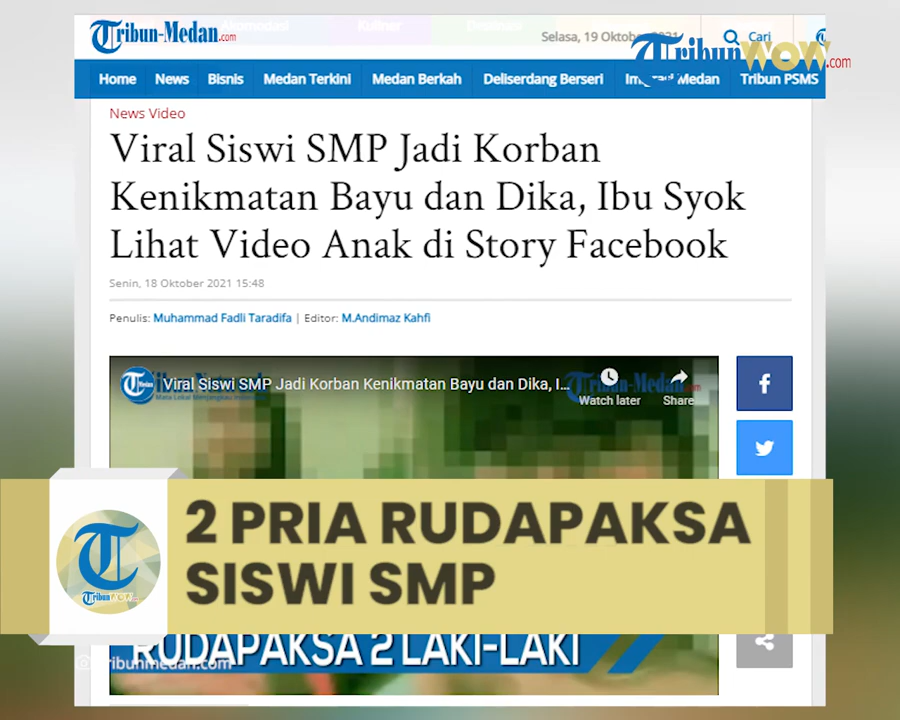 Tribun-Medan.com
Selasa, 19 Oktober 2021
Cari
TribunWOW.com
Home News Bisnis Medan Terkini Medan Berkah Deliserdang Berseri Medan Tribun PSMS
News Video
Viral Siswi SMP Jadi Korban
Kenikmatan Bayu dan Dika, Ibu Syok
Lihat Video Anak di Story Facebook
Senin, 18 Oktober 2021 15:48
Penulis: Muhammad Fadli Taradifa | Editor: M.Andimaz Kahfi
Viral Siswi SMP Jadi Korban Kenikmatan Bayu dan Dika, I...
Watch later
Share
2 PRIA RUDAPAKSA
SISWI SMP
TribunWOW
RUDAPAKSA 2 LAKI-LAKI
tribunmedan.com